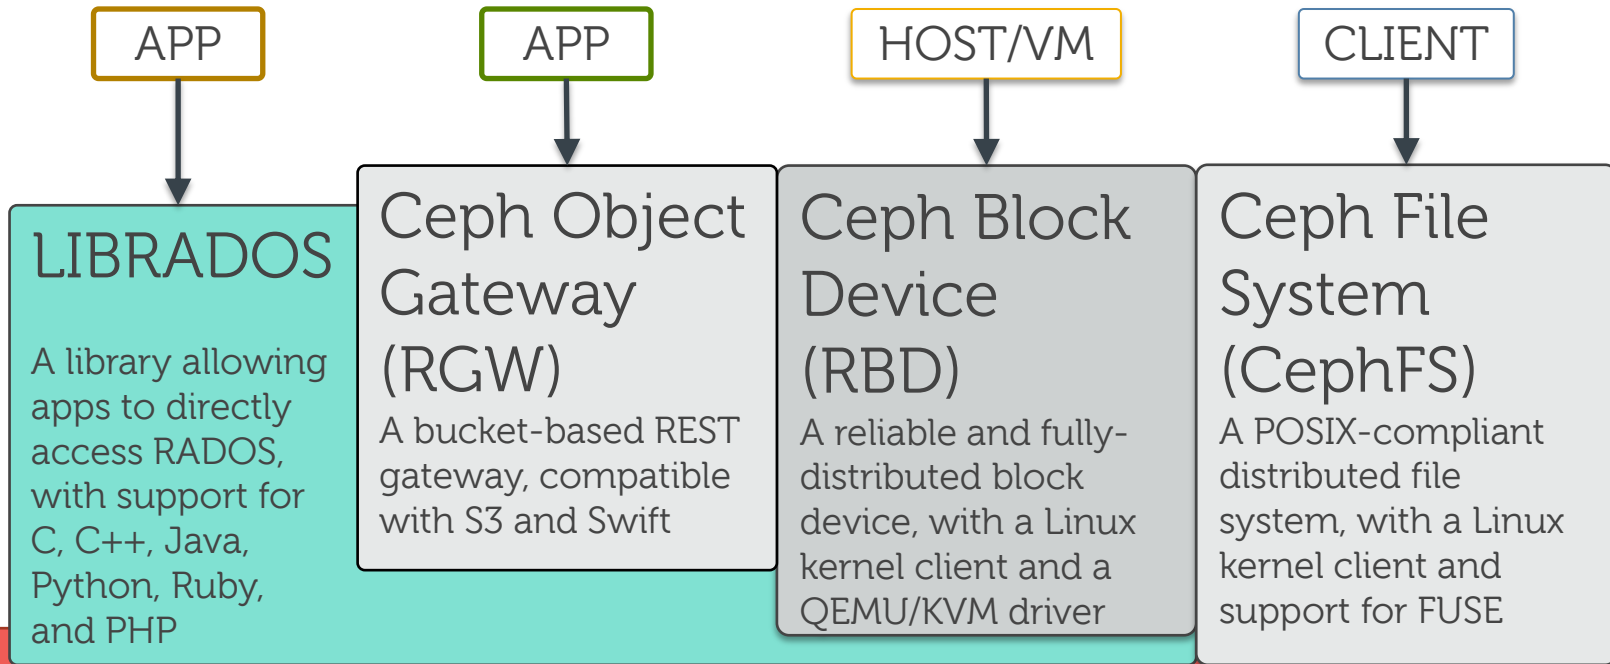 APP
APP
HOST/VM
CLIENT
LIBRADOS
A library allowing
apps to directly
access RADOS,
with support for
C, C++, Java,
Python, Ruby,
and PHP
Ceph Object
Gateway
(RGW)
A bucket-based REST
gateway, compatible
with S3 and Swift
Ceph Block
Device
(RBD)
A reliable and fully-
distributed block
device, with a Linux
kernel client and a
QEMU/KVM driver
Ceph File
System
(CephFS)
A POSIX-compliant
distributed file
system, with a Linux
kernel client and
support for FUSE